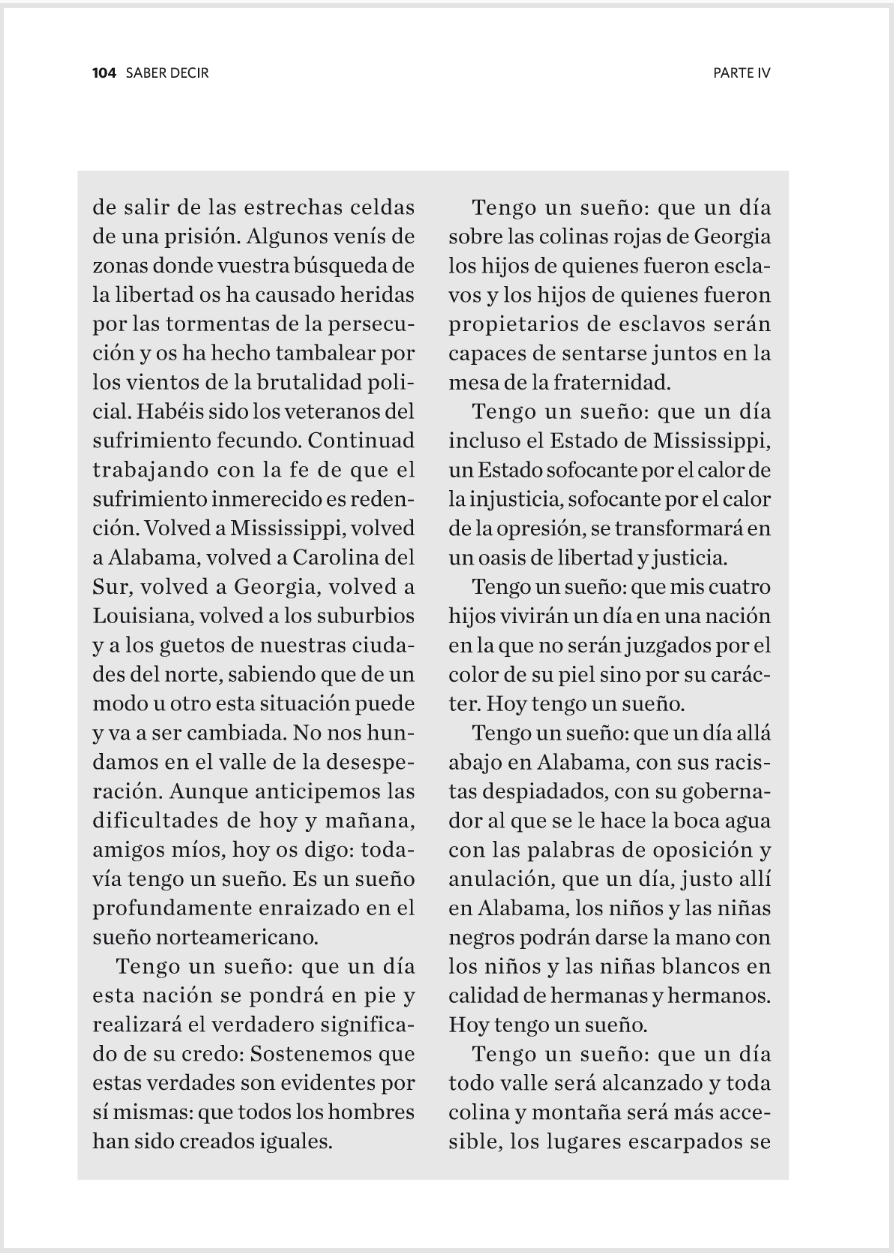 104 SABER DECIR
PARTE IV
de salir de las estrechas celdas
de una prisión. Algunos venís de
zonas donde vuestra búsqueda de
la libertad os ha causado heridas
por las tormentas de la persecu-
ción y os ha hecho tambalear por
los vientos de la brutalidad poli-
cial. Habéis sido los veteranos del
sufrimiento fecundo. Continuad
trabajando con la fe de que el
sufrimiento inmerecido es reden-
ción. Volved a Mississippi, volved
a Alabama, volved a Carolina del
Sur, volved a Georgia, volved a
Louisiana, volved a los suburbios
y a los guetos de nuestras ciuda-
des del norte, sabiendo que de un
modo u otro esta situación puede
y va a ser cambiada. No nos hun-
damos en el valle de la desespe-
ración. Aunque anticipemos las
dificultades de hoy y mañana,
amigos míos, hoy os digo: toda-
vía tengo un sueño. Es un sueño
profundamente enraizado en el
sueño norteamericano.
Tengo un sueño: que un día
esta nación se pondrá en pie y
realizará el verdadero significa-
do de su credo: Sostenemos que
estas verdades son evidentes por
sí mismas: que todos los hombres
han sido creados iguales.
Tengo un sueño: que un día
sobre las colinas rojas de Georgia
los hijos de quienes fueron escla-
vos y los hijos de quienes fueron
propietarios de esclavos serán
capaces de sentarse juntos en la
mesa de la fraternidad.
Tengo un sueño: que un día
incluso el Estado de Mississippi,
un Estado sofocante por el calor de
la injusticia, sofocante por el calor
de la opresión, se transformará en
un oasis de libertad y justicia.
Tengo un sueño: que mis cuatro
hijos vivirán un día en una nación
en la que no serán juzgados por el
color de su piel sino por su carác-
ter. Hoy tengo un sueño.
Tengo un sueño: que un día allá
abajo en Alabama, con sus racis-
tas despiadados, con su goberna-
dor al que se le hace la boca agua
con las palabras de oposición y
anulación, que un día, justo allí
en Alabama, los niños y las niñas
negros podrán darse la mano con
los niños y las niñas blancos en
calidad de hermanas y hermanos.
Hoy tengo un sueño.
Tengo un sueño: que un día
todo valle será alcanzado y toda
colina y montaña será más acce-
sible, los lugares escarpados se